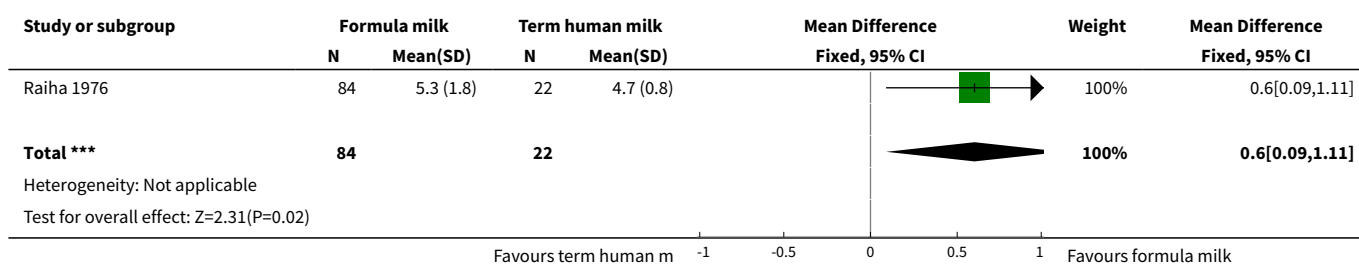 Study or subgroup Formula milk Term human milk Mean Difference Weight Mean Difference
N Mean(SD) N Mean(SD) Fixed, 95% CI Fixed, 95% CI
Raiha 1976 84 5.3 (1.8) 22 4.7 (0.8) 100% 0.6[0.09,1.11]
Total *** 84 22 100% 0.6[0.09,1.11]
Heterogeneity: Not applicable
Test for overall effect: Z=2.31(P=0.02)
Favours term human m -1 -0.5 0 0.5 1 Favours formula milk